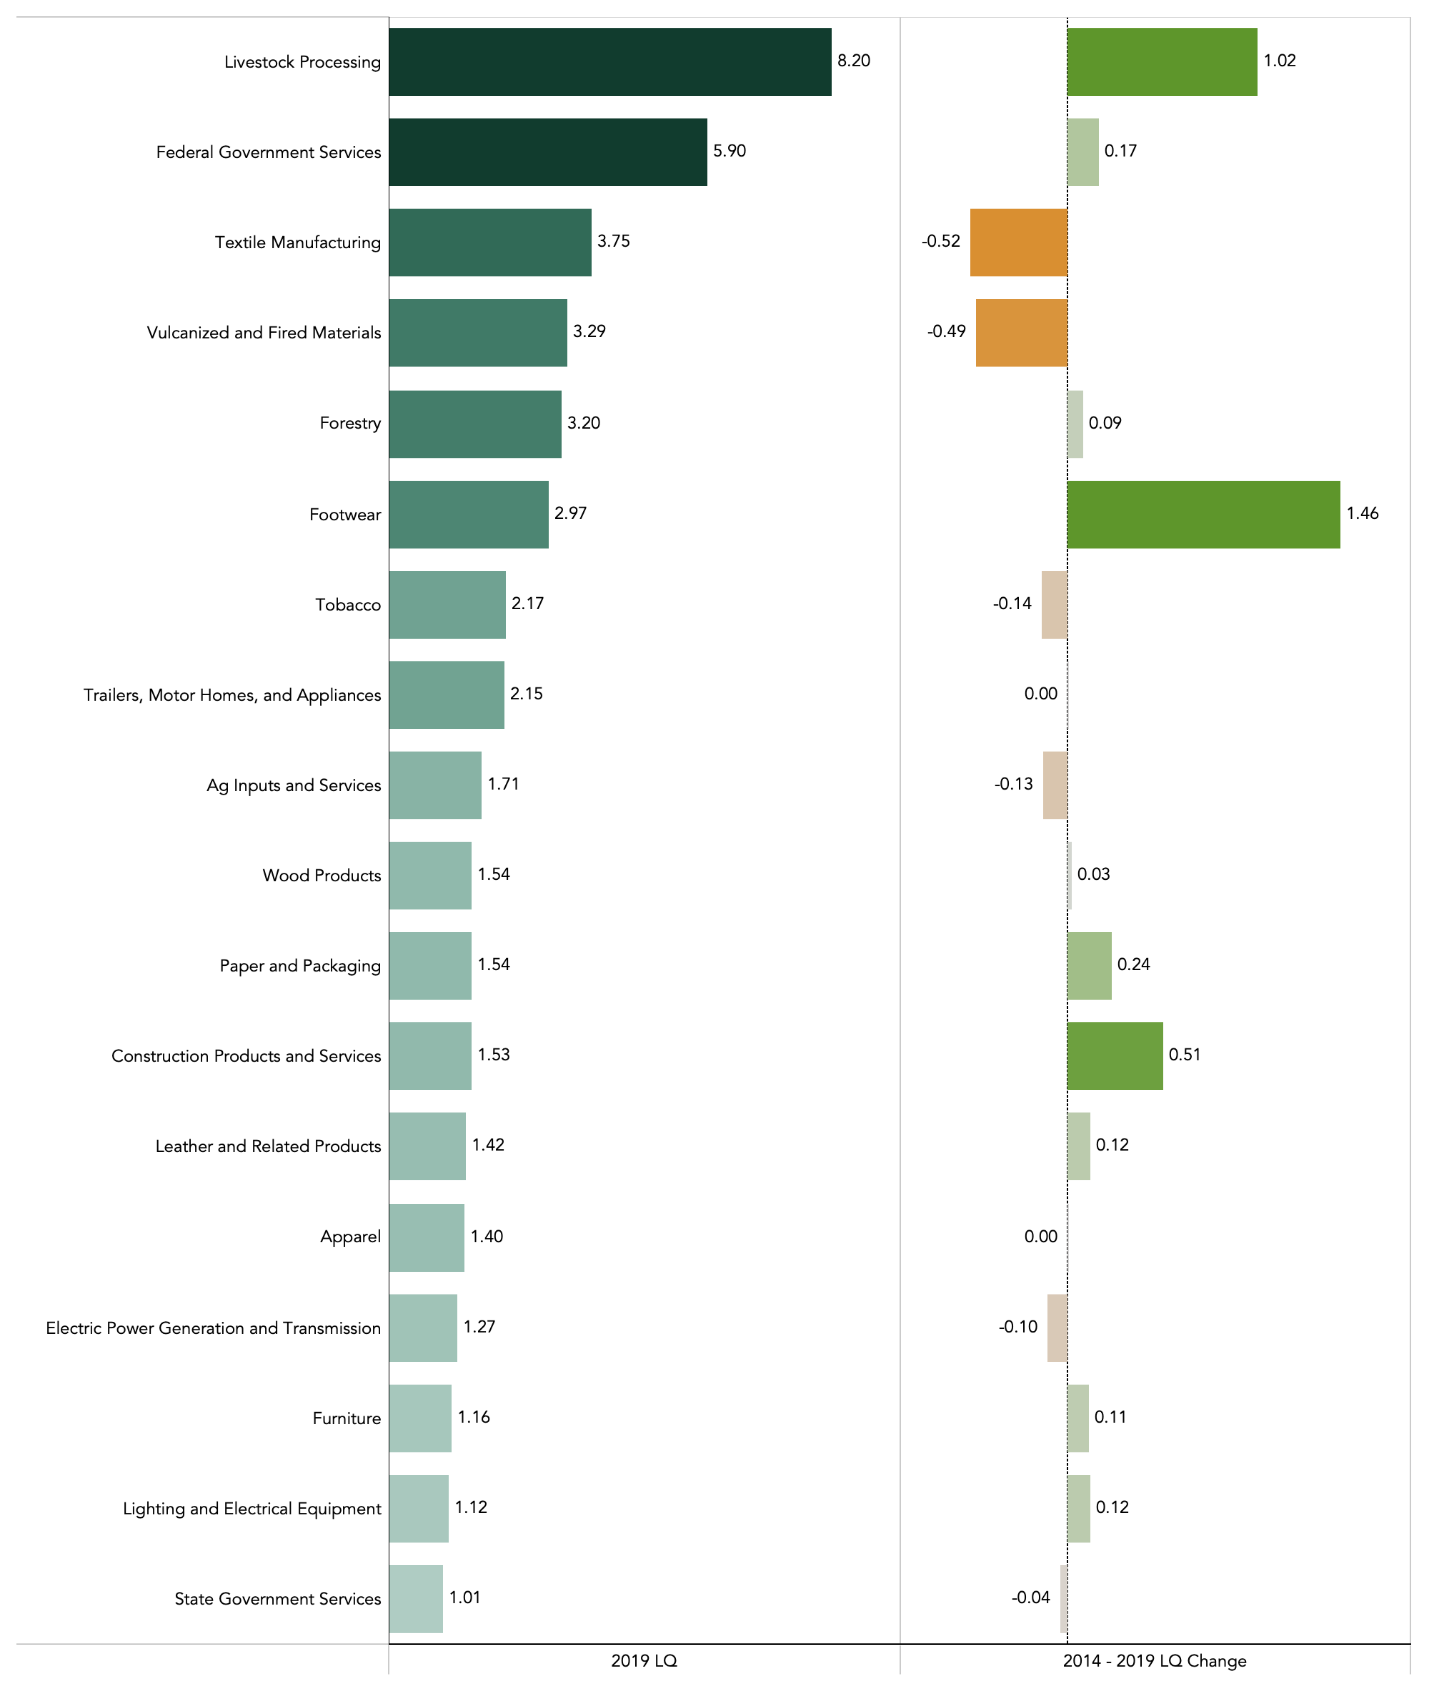 Livestock Processing 8.20 1.02
Federal Government Services 5.90 0.17
Textile Manufacturing 3.75 -0.52
Vulcanized and Fired Materials 3.29 -0.49
Forestry 3.20 0.09
Footwear 2.97 1.46
Tobacco 2.17 -0.14
Trailers, Motor Homes, and Appliances 2.15 0.00
Ag Inputs and Services 1.71 -0.13
Wood Products 1.54 0.03
Paper and Packaging 1.54 0.24
Construction Products and Services 1.53 0.51
Leather and Related Products 1.42 0.12
Apparel 1.40 0.00
Electric Power Generation and Transmission 1.27 -0.10
Furniture 1.16 0.11
Lighting and Electrical Equipment 1.12 0.12
State Government Services 1.01 -0.04
2019 LQ 2014 - 2019 LQ Change